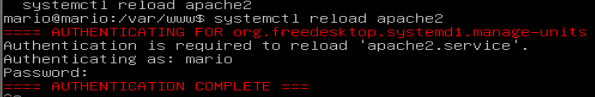 systemctl reload apache2
mario@mario:/var/www$ systemctl reload apache2
==== AUTHENTICATING FOR org.freedesktop.systemd1.manage-units
Authentication is required to reload 'apache2.service'.
Authenticating as: mario
Password:
==== AUTHENTICATION COMPLETE ===